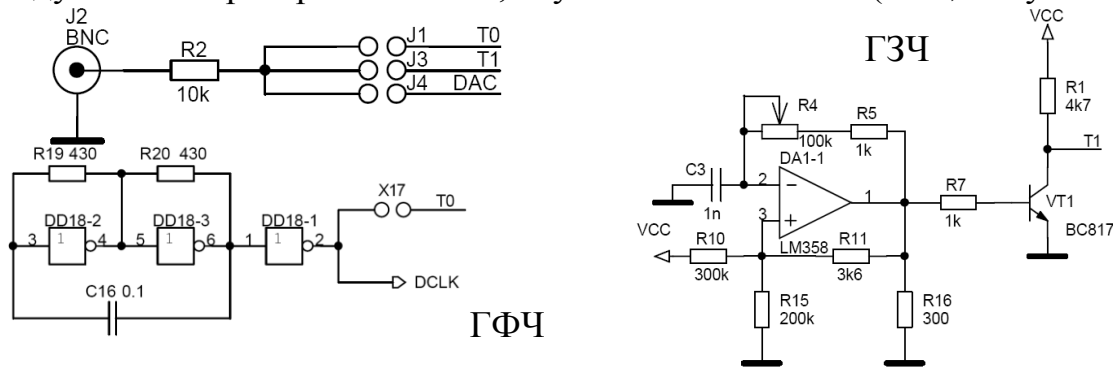 J2
BNC
R2
10k
J1 T0
J3 T1
J4 DAC
R19 430
R20 430
DD18-2
DD18-3
DD18-1
3 1 4
5 1 6
1 1 2
X17
T0
DCLK
C16 0.1
ГФЧ
ГЗЧ
VCC
R1
4k7
T1
R4
100k
R5
1k
C3
1n
DA1-1
2
3
1
LM358
R7
1k
VT1
BC817
VCC
R10
300k
R11
3k6
R15
200k
R16
300